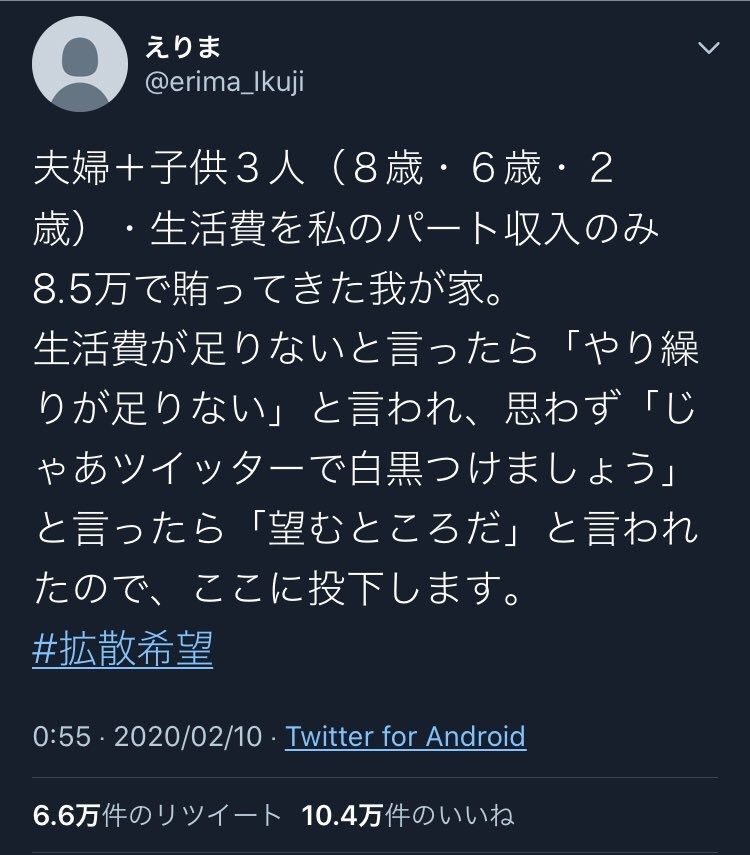 えりま
@erima_Ikuji
夫婦＋子供３人（８歳・６歳・２
歳）・生活費を私のパート収入のみ
8.5万で賄ってきた我が家。
生活費が足りないと言ったら「やり繰
りが足りない」と言われ、思わず「じ
ゃあツイッターで白黒つけましょう」
と言ったら「望むところだ」と言われ
たので、ここに投下します。
#拡散希望
0:55 · 2020/02/10 · Twitter for Android
6.6万件のリツイート 10.4万件のいいね